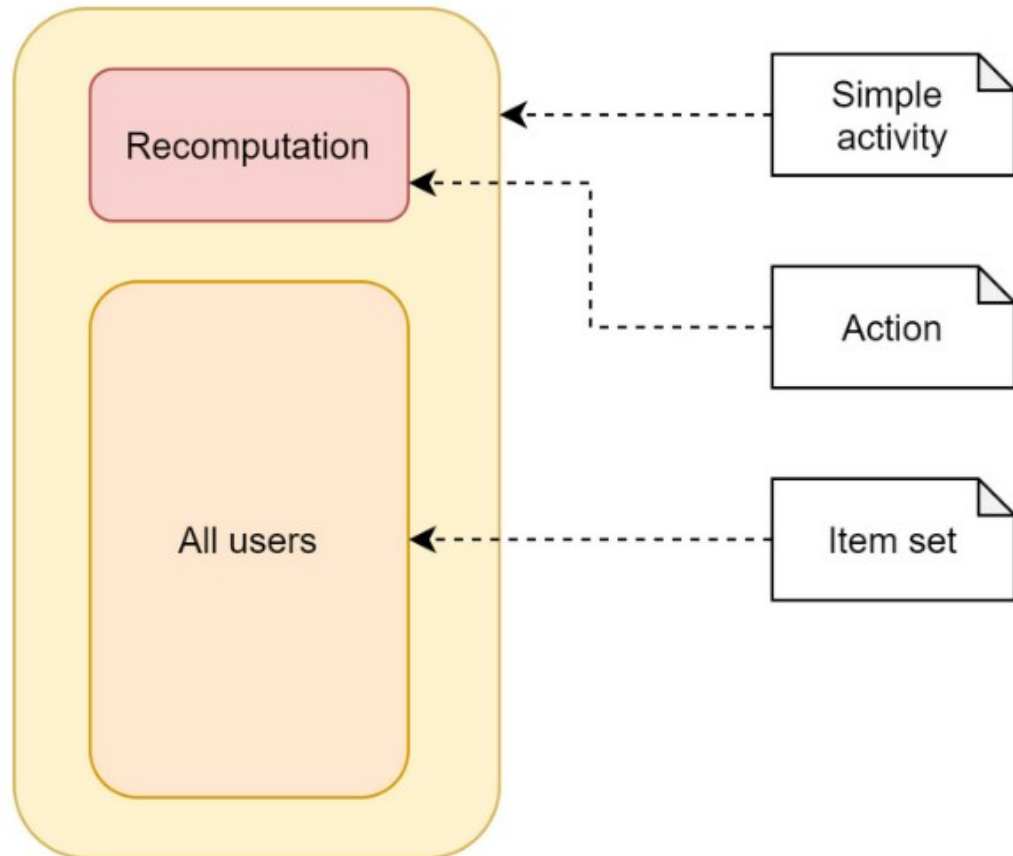 Recomputation
Simple
activity
Action
All users
Item set